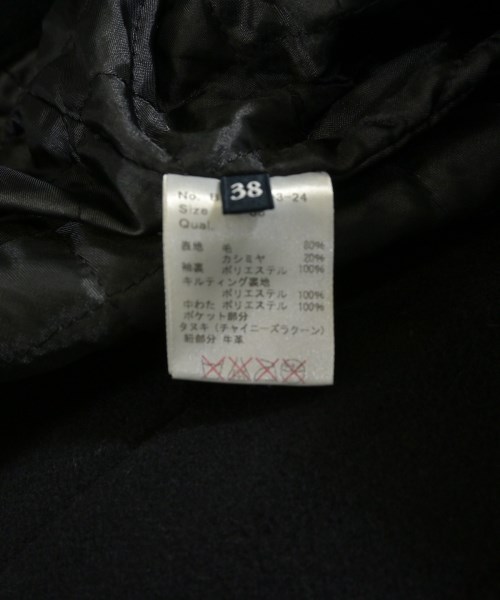 38
No. 3-24
Size
Qual.
表地 毛 80%
カシミヤ 20%
袖裏 ポリエステル 100%
キルティング裏地
ポリエステル 100%
中わた ポリエステル 100%
ポケット部分
タヌキ(チャイニーズラクーン)
釦部分 牛革